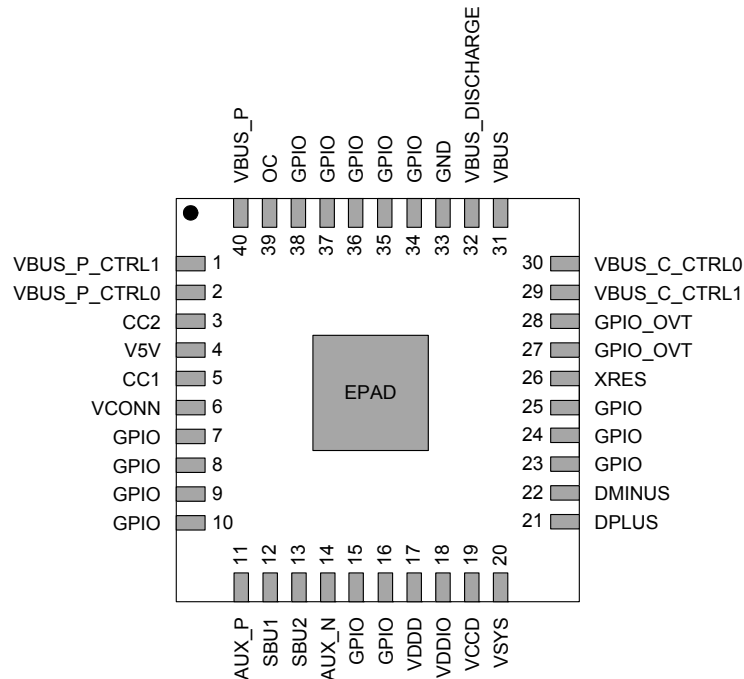 VBUS_P
OC
GPIO
GPIO
GPIO
GPIO
GPIO
GND
VBUS_DISCHARGE
VBUS
40
39
38
37
36
35
34
33
32
31
VBUS_P_CTRL1 1
VBUS_P_CTRL0 2
CC2 3
V5V 4
CC1 5
VCONN 6
GPIO 7
GPIO 8
GPIO 9
GPIO 10
EPAD
30 VBUS_C_CTRL0
29 VBUS_C_CTRL1
28 GPIO_OVT
27 GPIO_OVT
26 XRES
25 GPIO
24 GPIO
23 GPIO
22 DMINUS
21 DPLUS
11
12
13
14
15
16
17
18
19
20
AUX_P
SBU1
SBU2
AUX_N
GPIO
GPIO
VDDD
VDDIO
VCCD
VSYS